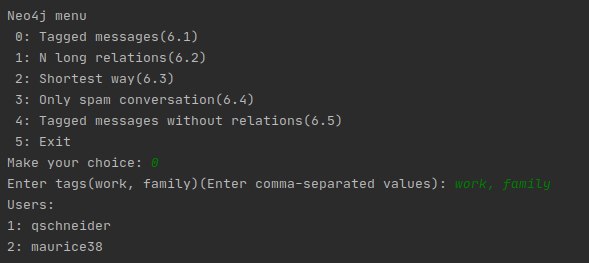 Neo4j menu
0: Tagged messages(6.1)
1: N long relations(6.2)
2: Shortest way(6.3)
3: Only spam conversation(6.4)
4: Tagged messages without relations(6.5)
5: Exit
Make your choice: 0
Enter tags(work, family)(Enter comma-separated values): work, family
Users:
1: qschneider
2: maurice38